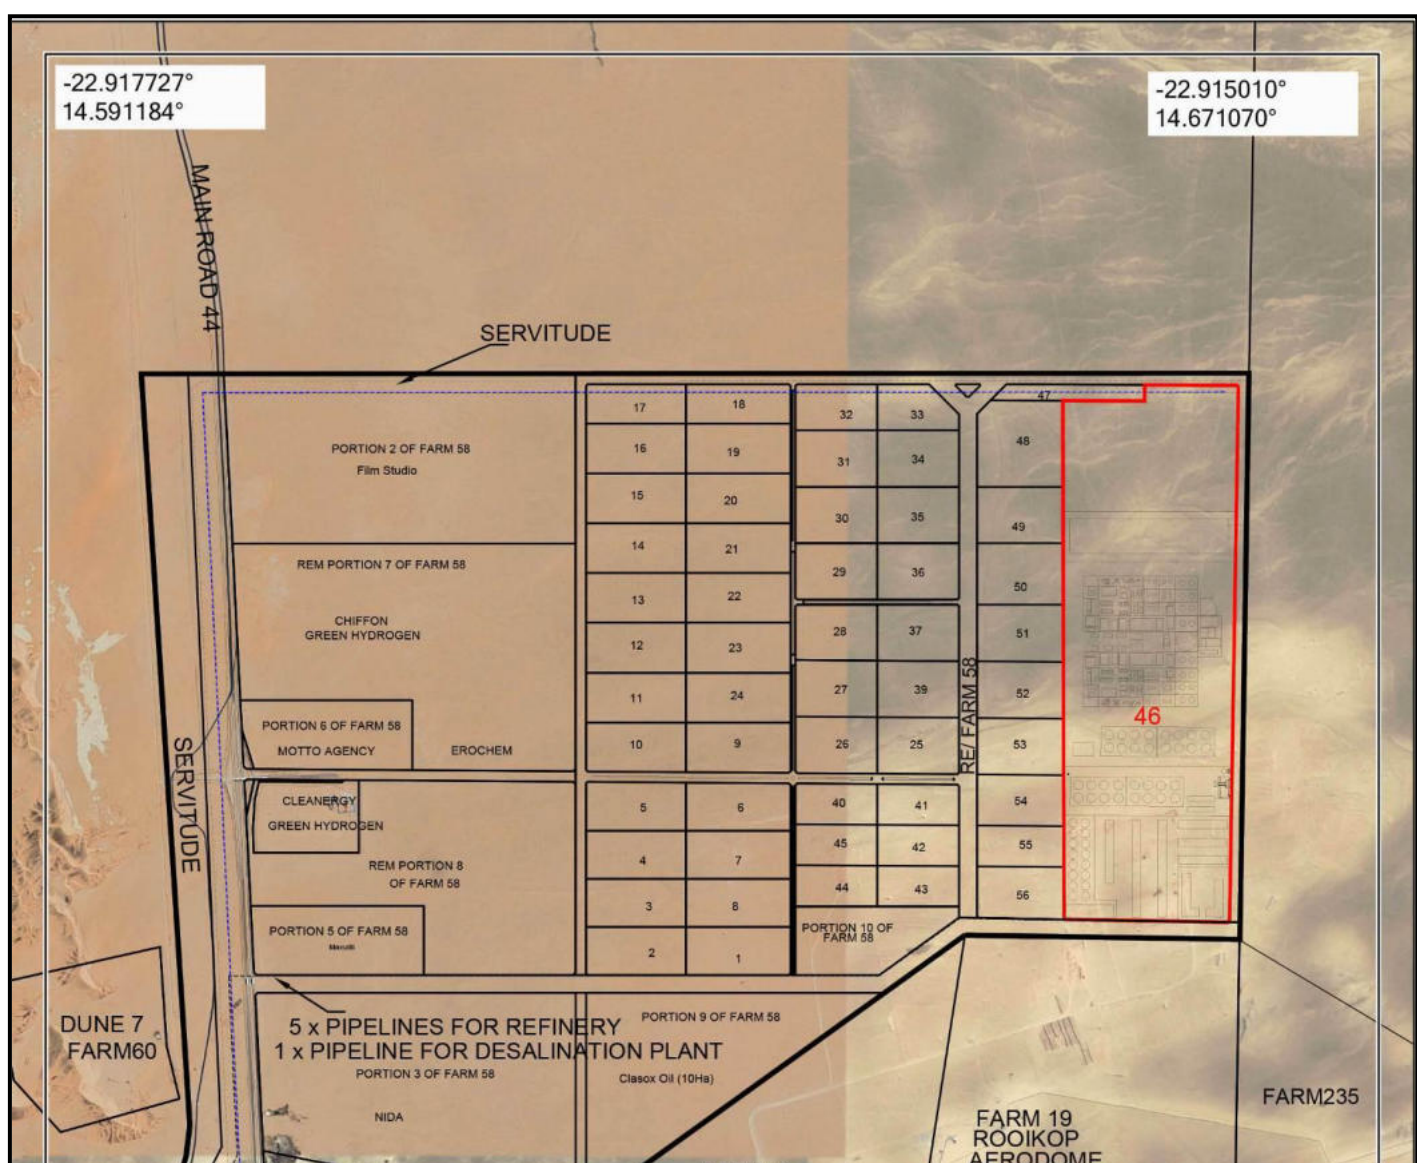 -22.917727°
14.591184°
-22.915010°
14.671070°
MAIN ROAD 44
SERVITUDE
47
17
18
32
33
48
PORTION 2 OF FARM 58
Film Studio
16
19
31
34
15
20
30
35
49
14
21
REM PORTION 7 OF FARM 58
29
36
50
13
22
CHIFFON
GREEN HYDROGEN
28
37
51
12
23
RE/ FARM 58
11
24
27
39
52
46
PORTION 6 OF FARM 58
MOTTO AGENCY
EROCHEM
10
9
26
25
53
SERVITUDE
CLEANERGY
GREEN HYDROGEN
5
6
40
41
54
REM PORTION 8
OF FARM 58
4
7
45
42
55
3
8
44
43
56
PORTION 5 OF FARM 58
PORTION 10 OF
FARM 58
2
1
DUNE 7
FARM60
5 x PIPELINES FOR REFINERY
1 x PIPELINE FOR DESALINATION PLANT
PORTION 9 OF FARM 58
PORTION 3 OF FARM 58
Clasox Oil (10Ha)
NIDA
FARM235
FARM 19
ROOIKOP
AERODOME